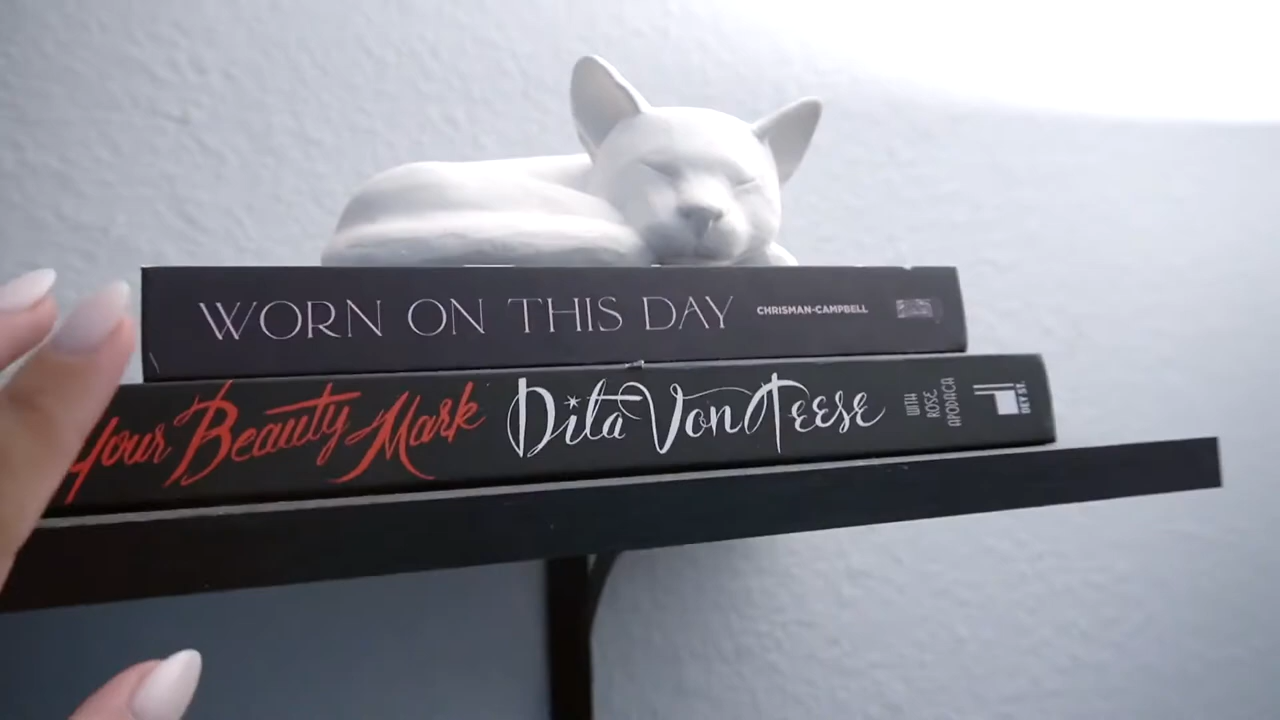 WORN ON THIS DAY CHRISMAN-CAMPBELL
Your Beauty Mark Dita Von Teese WITH ROSE APODACA DEY ST.